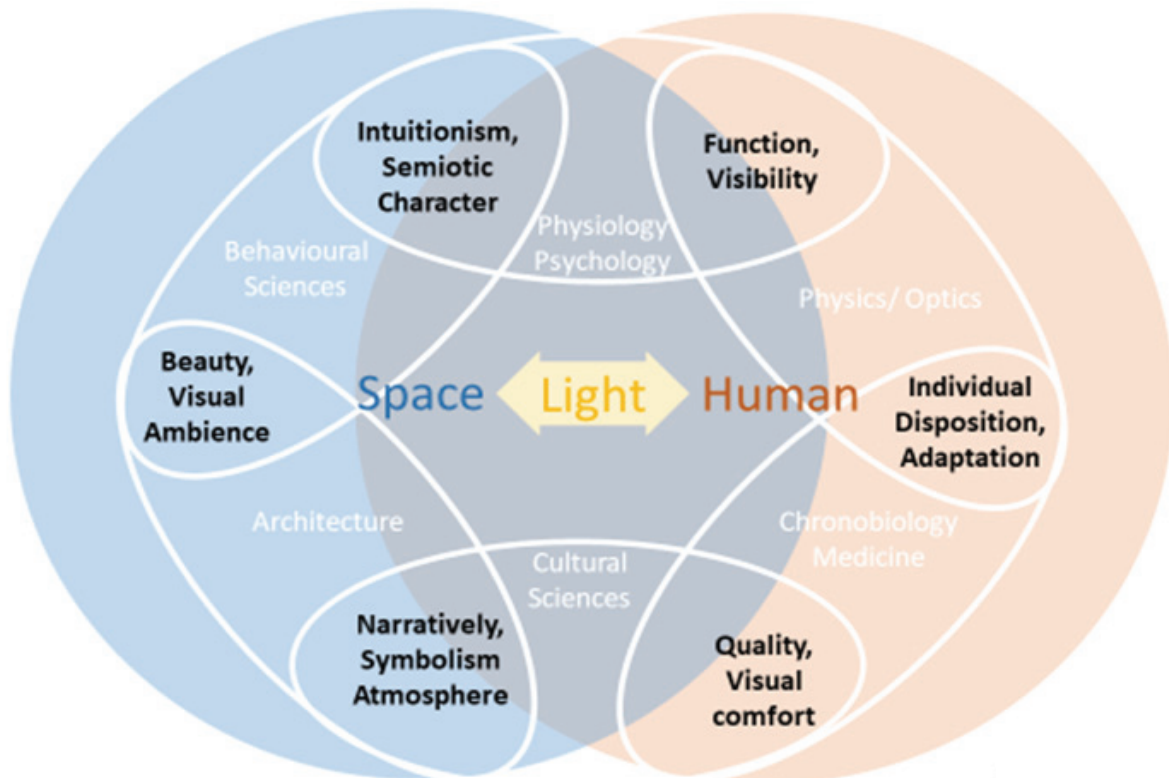 Intuitionism,
Semiotic
Character
Function,
Visibility
Physiology
Psychology
Behavioural
Sciences
Physics/ Optics
Beauty,
Visual
Ambience
Space
Light
Human
Individual
Disposition,
Adaptation
Architecture
Chronobiology
Medicine
Cultural
Sciences
Narratively,
Symbolism
Atmosphere
Quality,
Visual
comfort